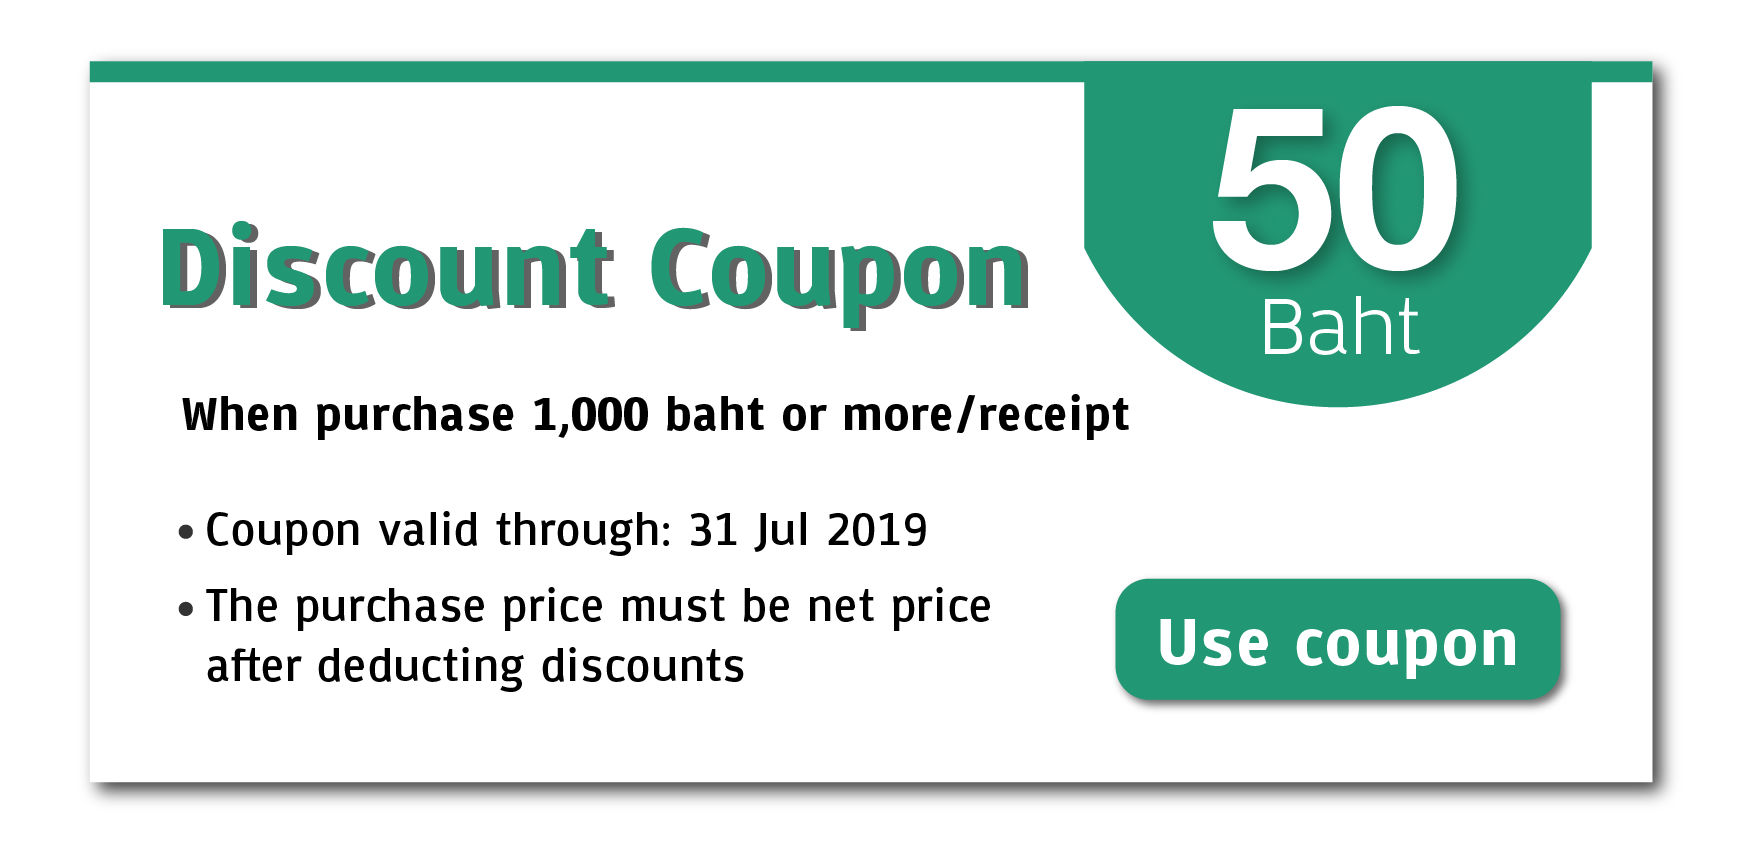 50
Baht
Discount Coupon
When purchase 1,000 baht or more/receipt
• Coupon valid through: 31 Jul 2019
• The purchase price must be net price
after deducting discounts
Use coupon